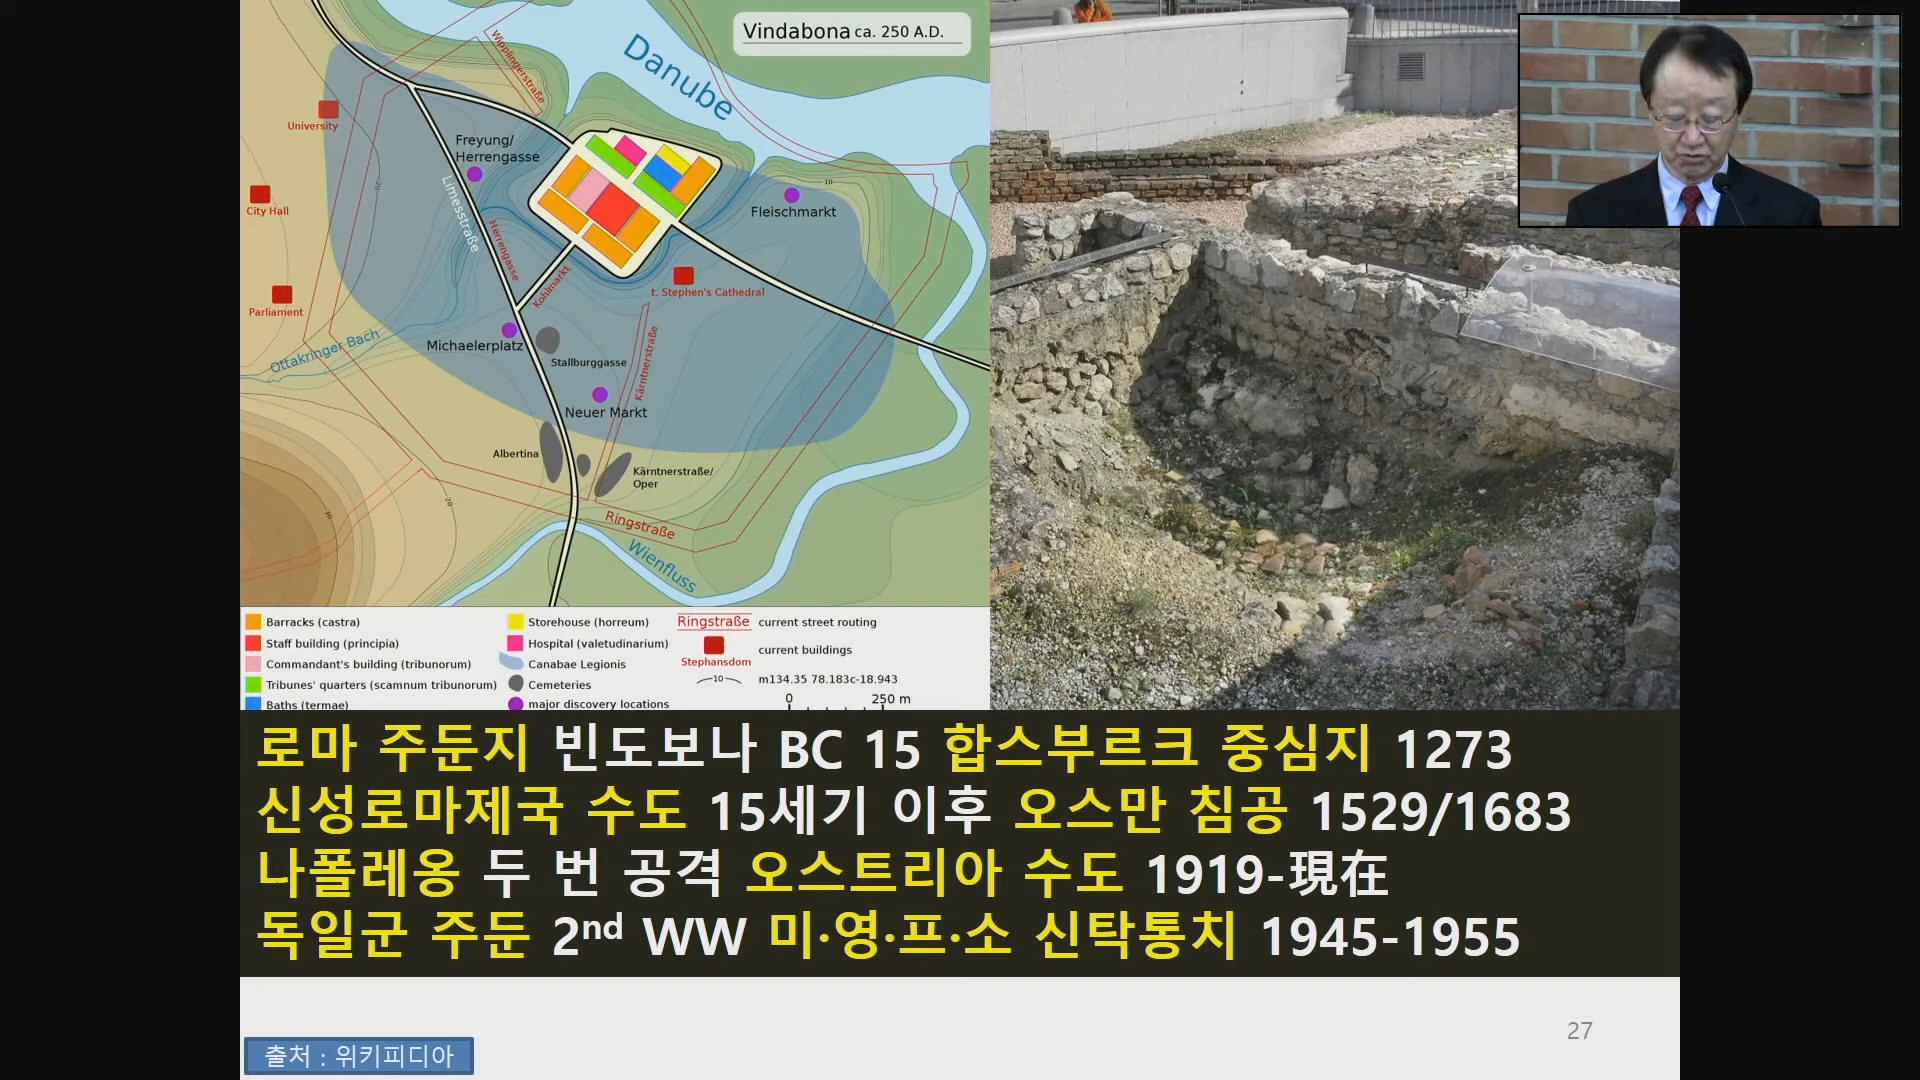 Vindabona ca. 250 A.D.
Danube
Wipplingerstraße
University
Freyung/
Herrengasse
Limesstraße
City Hall
Fleischmarkt
Herrengasse
Kohlmarkt
t. Stephen's Cathedral
Parliament
Ottakringer Bach
Michaelerplatz
Stallburggasse
Kärntnerstraße
Neuer Markt
Albertina
Kärntnerstraße/
Oper
Ringstraße
Wienfluss
Barracks (castra)
Staff building (principia)
Commandant's building (tribunorum)
Tribunes' quarters (scamnum tribunorum)
Baths (termae)
Storehouse (horreum)
Hospital (valetudinarium)
Canabae Legionis
Cemeteries
major discovery locations
Ringstraße current street routing
Stephansdom current buildings
10 m134.35 78.183c-18.943
0 250 m
로마 주둔지 빈도보나 BC 15 합스부르크 중심지 1273
신성로마제국 수도 15세기 이후 오스만 침공 1529/1683
나폴레옹 두 번 공격 오스트리아 수도 1919-現在
독일군 주둔 2nd WW 미·영·프·소 신탁통치 1945-1955
27
출처 : 위키피디아